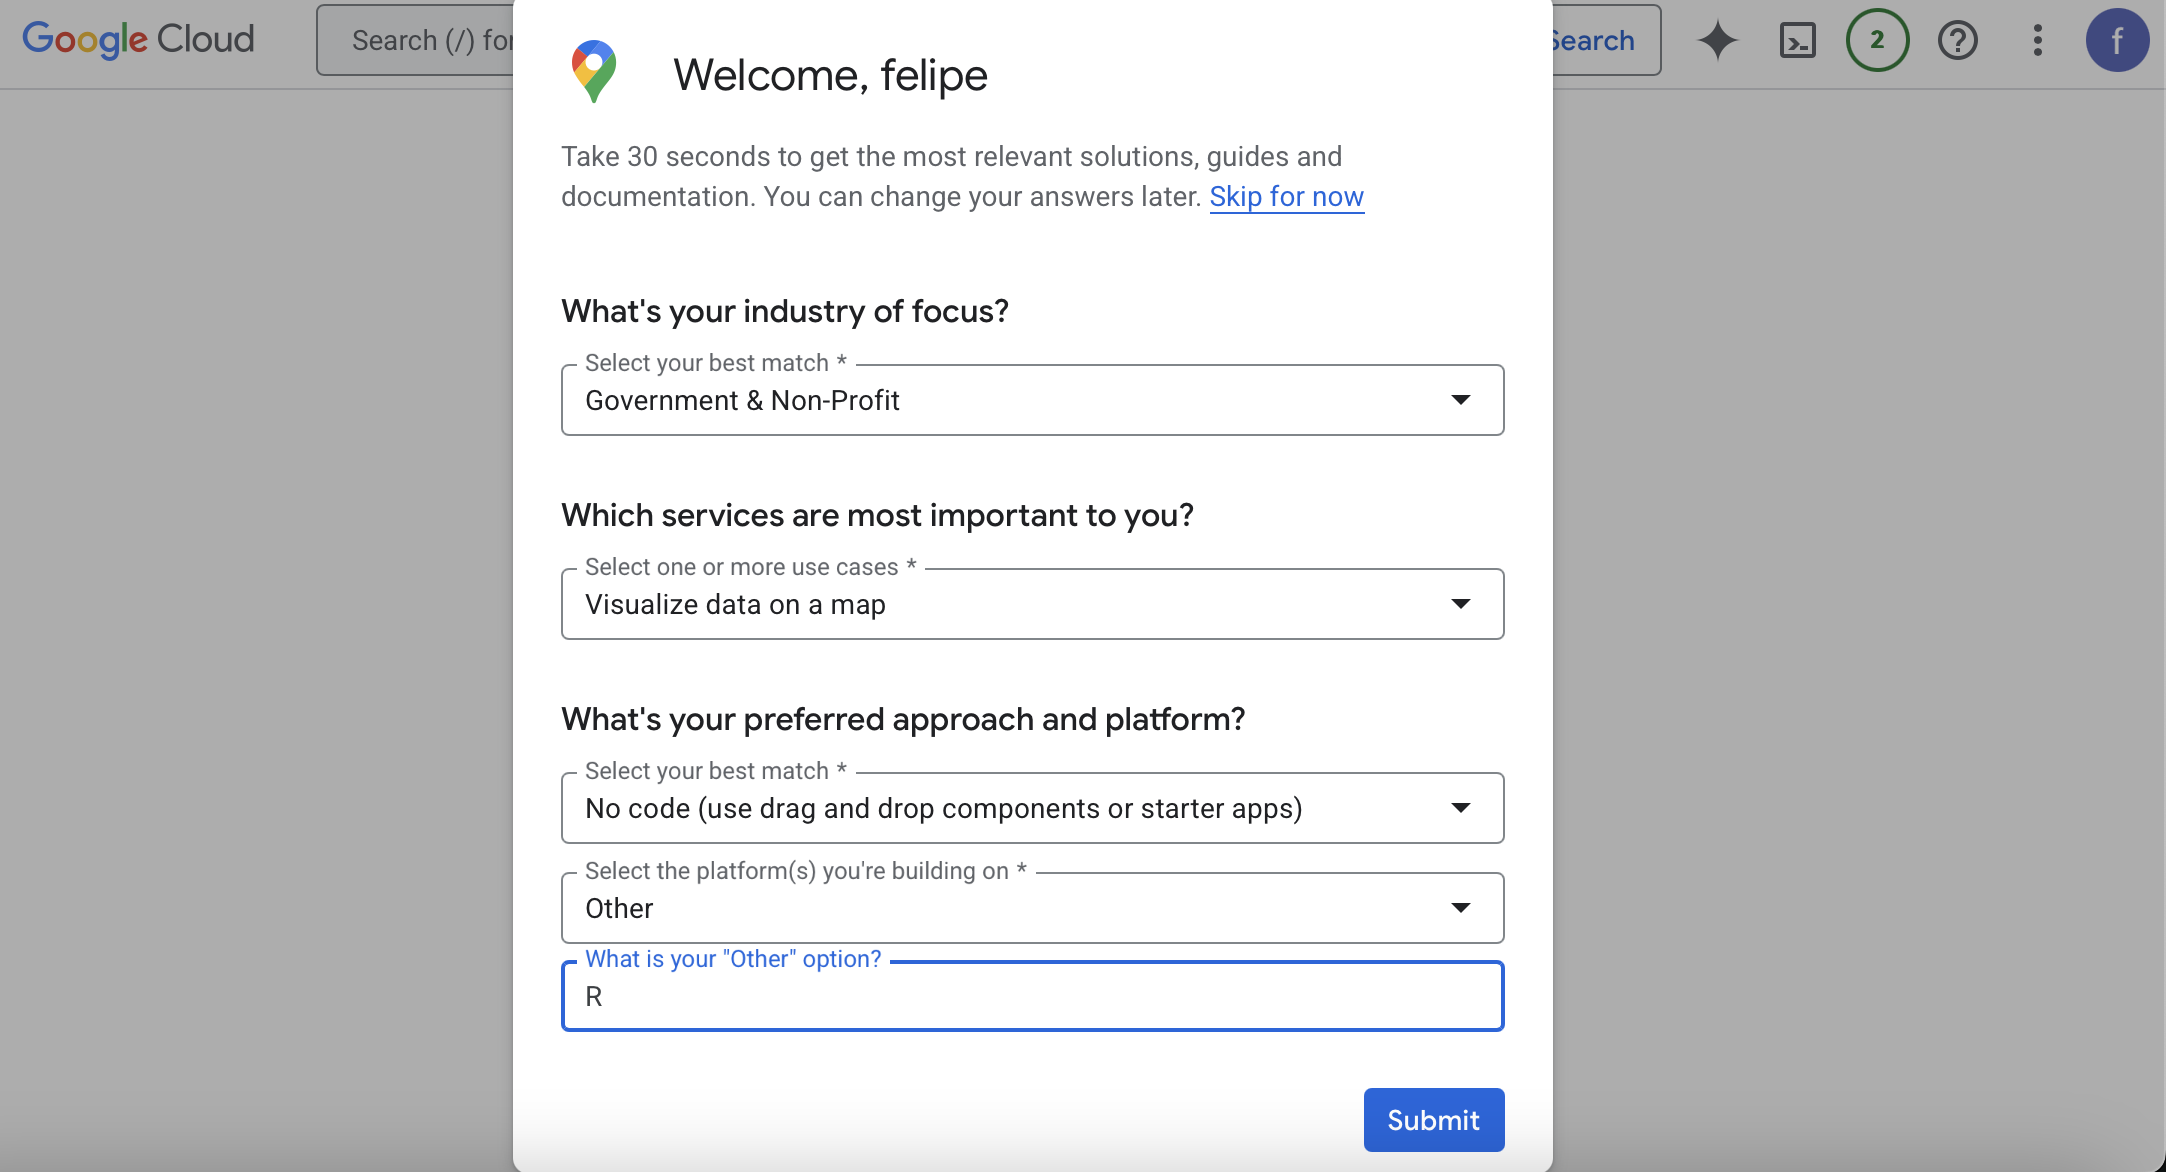 Google Cloud
Search (/) for
Search
2
f
Welcome, felipe
Take 30 seconds to get the most relevant solutions, guides and
documentation. You can change your answers later. Skip for now
What's your industry of focus?
Select your best match *
Government & Non-Profit
Which services are most important to you?
Select one or more use cases *
Visualize data on a map
What's your preferred approach and platform?
Select your best match *
No code (use drag and drop components or starter apps)
Select the platform(s) you're building on *
Other
What is your "Other" option?
R
Submit